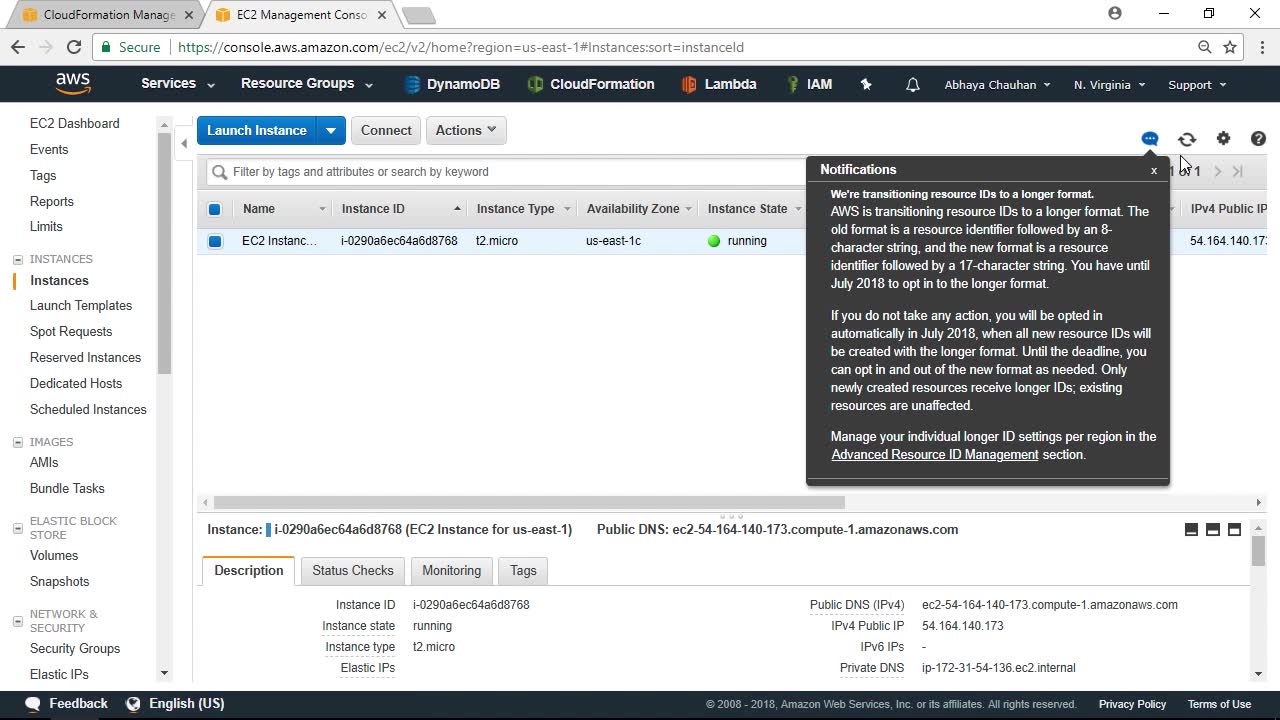 CloudFormation Manage
EC2 Management Conso
Secure
https://console.aws.amazon.com/ec2/v2/home?region=us-east-1#Instances:sort=instanceId
aws
Services
Resource Groups
DynamoDB
CloudFormation
Lambda
IAM
Abhaya Chauhan
N. Virginia
Support
EC2 Dashboard
Events
Tags
Reports
Limits
INSTANCES
Instances
Launch Templates
Spot Requests
Reserved Instances
Dedicated Hosts
Scheduled Instances
IMAGES
AMIs
Bundle Tasks
ELASTIC BLOCK
STORE
Volumes
Snapshots
NETWORK &
SECURITY
Security Groups
Elastic IPs
Launch Instance
Connect
Actions
Filter by tags and attributes or search by keyword
Name
Instance ID
Instance Type
Availability Zone
Instance State
IPv4 Public IP
EC2 Instanc...
i-0290a6ec64a6d8768
t2.micro
us-east-1c
running
54.164.140.17
Notifications
x
We're transitioning resource IDs to a longer format.
AWS is transitioning resource IDs to a longer format. The
old format is a resource identifier followed by an 8-
character string, and the new format is a resource
identifier followed by a 17-character string. You have until
July 2018 to opt in to the longer format.
If you do not take any action, you will be opted in
automatically in July 2018, when all new resource IDs will
be created with the longer format. Until the deadline, you
can opt in and out of the new format as needed. Only
newly created resources receive longer IDs; existing
resources are unaffected.
Manage your individual longer ID settings per region in the
Advanced Resource ID Management section.
Instance: i-0290a6ec64a6d8768 (EC2 Instance for us-east-1)
Public DNS: ec2-54-164-140-173.compute-1.amazonaws.com
Description
Status Checks
Monitoring
Tags
Instance ID
i-0290a6ec64a6d8768
Instance state
running
Instance type
t2.micro
Elastic IPs
Public DNS (IPv4)
ec2-54-164-140-173.compute-1.amazonaws.com
IPv4 Public IP
54.164.140.173
IPv6 IPs
-
Private DNS
ip-172-31-54-136.ec2.internal
Feedback
English (US)
© 2008 - 2018, Amazon Web Services, Inc. or its affiliates. All rights reserved.
Privacy Policy
Terms of Use